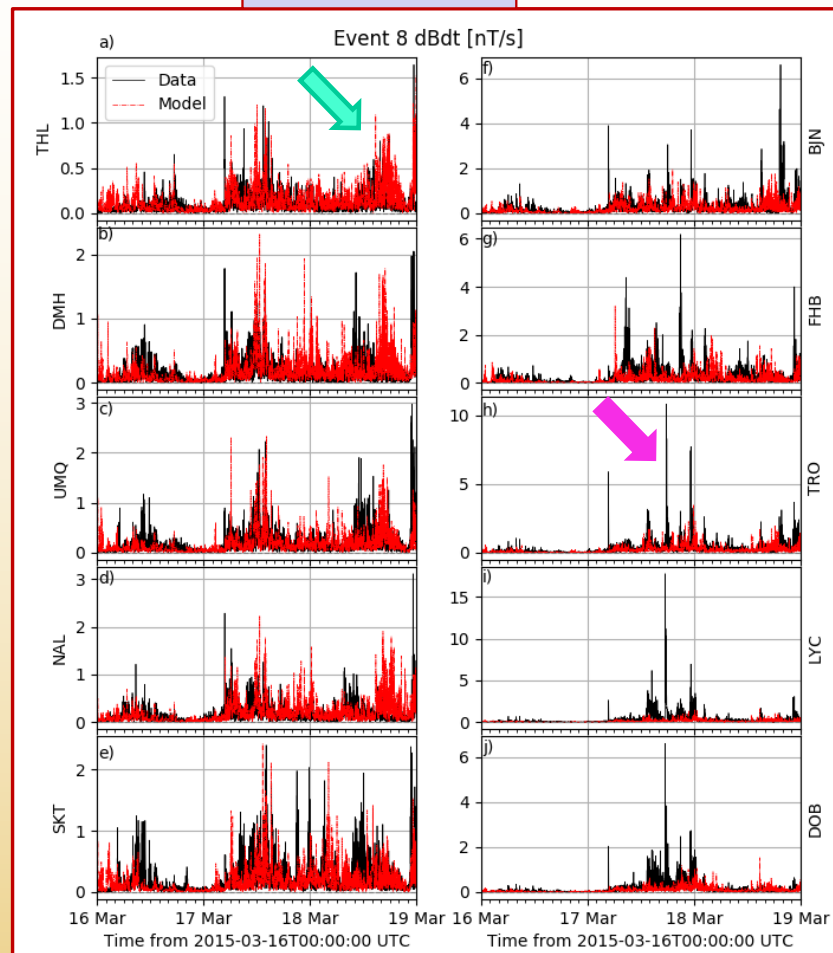 Event 8 dBdt [nT/s]
a)
Data
Model
1.5
1.0
0.5
0.0
THL
b)
2
1
0
DMH
c)
3
2
1
0
UMQ
d)
3
2
1
0
NAL
e)
2
1
0
SKT
16 Mar
17 Mar
18 Mar
19 Mar
Time from 2015-03-16T00:00:00 UTC
f)
6
4
2
0
BJN
g)
6
4
2
0
FHB
h)
10
5
0
TRO
i)
15
10
5
0
LYC
j)
6
4
2
0
DOB
16 Mar
17 Mar
18 Mar
19 Mar
Time from 2015-03-16T00:00:00 UTC